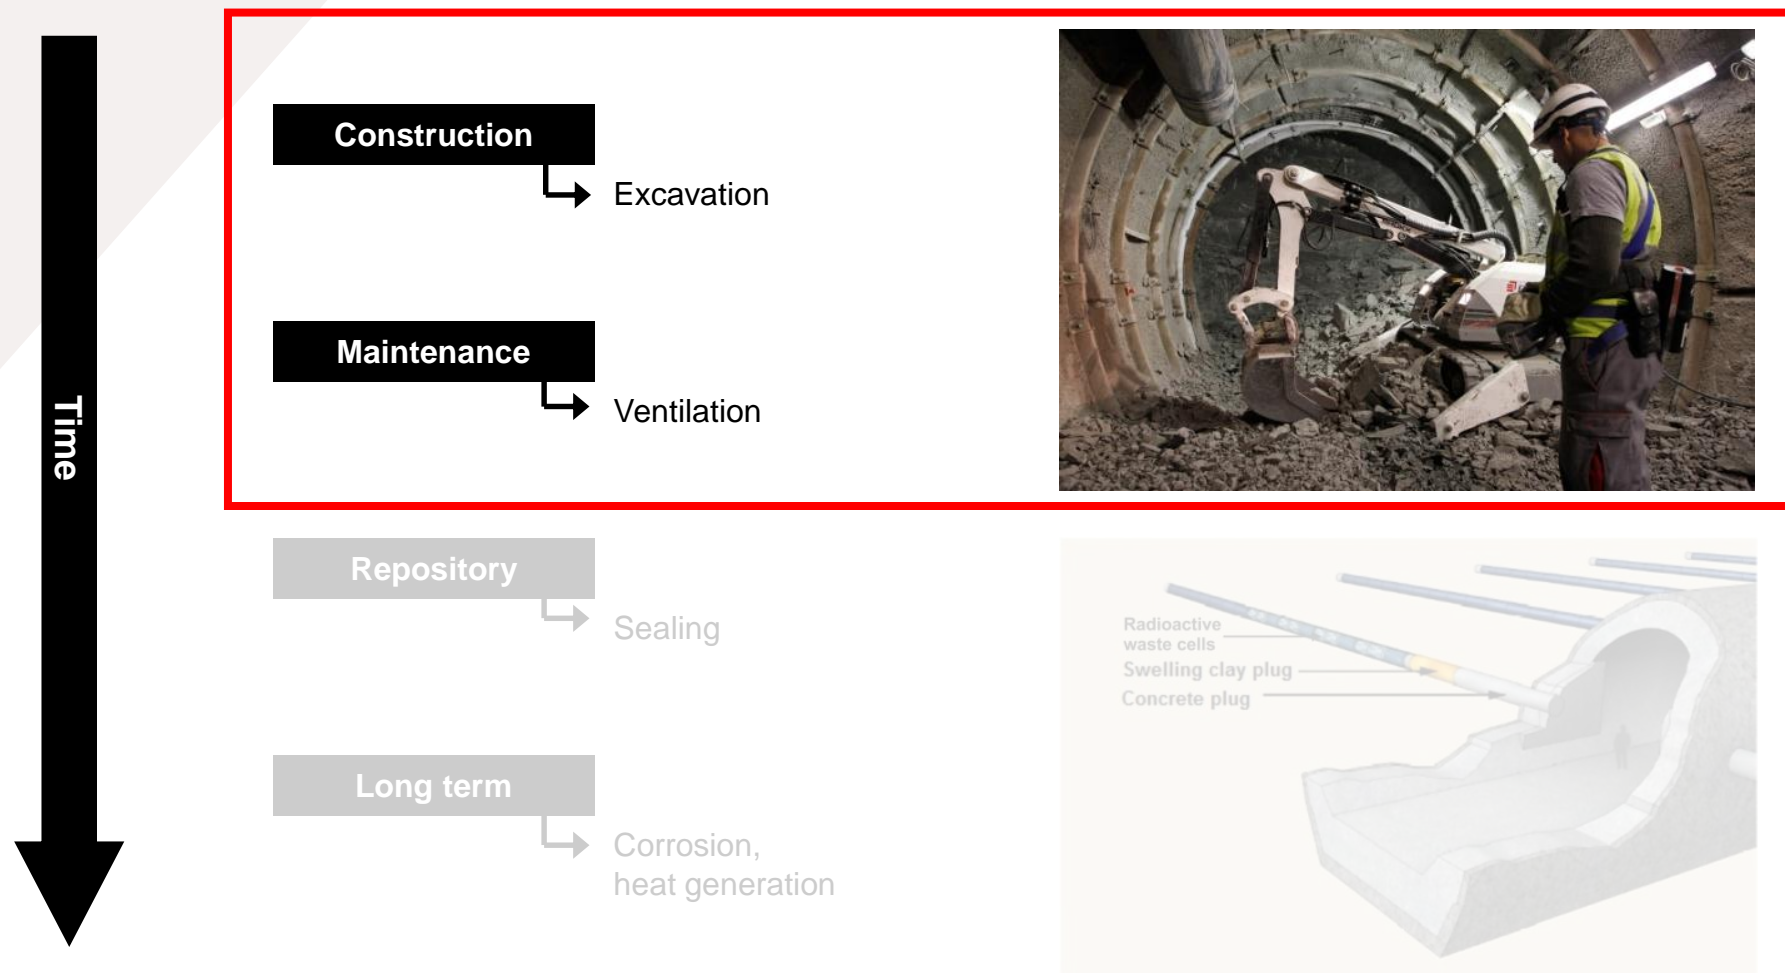 Time
Construction
Excavation
Maintenance
Ventilation
Repository
Sealing
Long term
Corrosion,
heat generation
Radioactive
waste cells
Swelling clay plug
Concrete plug